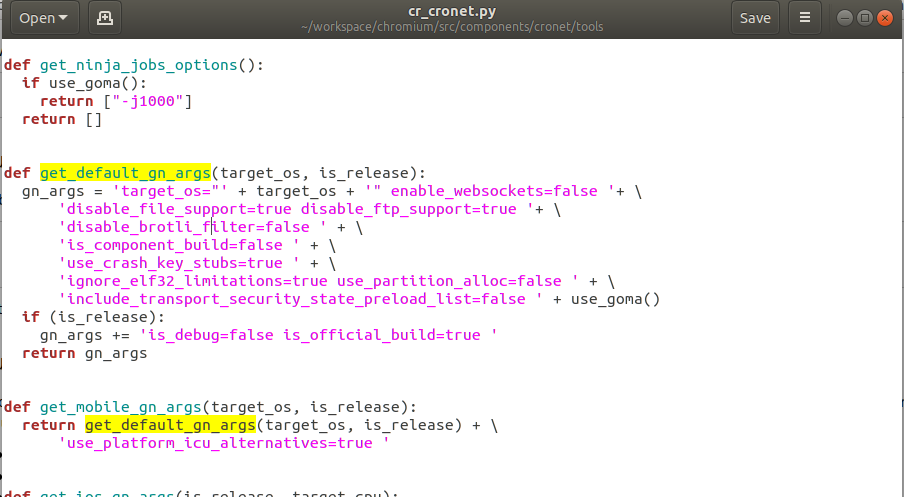 Open
cr_cronet.py
~/workspace/chromium/src/components/cronet/tools
Save
def get_ninja_jobs_options():
  if use_goma():
    return ["-j1000"]
  return []
def get_default_gn_args(target_os, is_release):
  gn_args = 'target_os="' + target_os + '" enable_websockets=false '+ \
      'disable_file_support=true disable_ftp_support=true '+ \
      'disable_brotli_filter=false ' + \
      'is_component_build=false ' + \
      'use_crash_key_stubs=true ' + \
      'ignore_elf32_limitations=true use_partition_alloc=false ' + \
      'include_transport_security_state_preload_list=false ' + use_goma()
  if (is_release):
    gn_args += 'is_debug=false is_official_build=true '
  return gn_args
def get_mobile_gn_args(target_os, is_release):
  return get_default_gn_args(target_os, is_release) + \
      'use_platform_icu_alternatives=true '
def get_ios_gn_args(is_release, target_cpu):